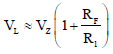 V_L ≈ V_Z (1 + R_F / R_1)